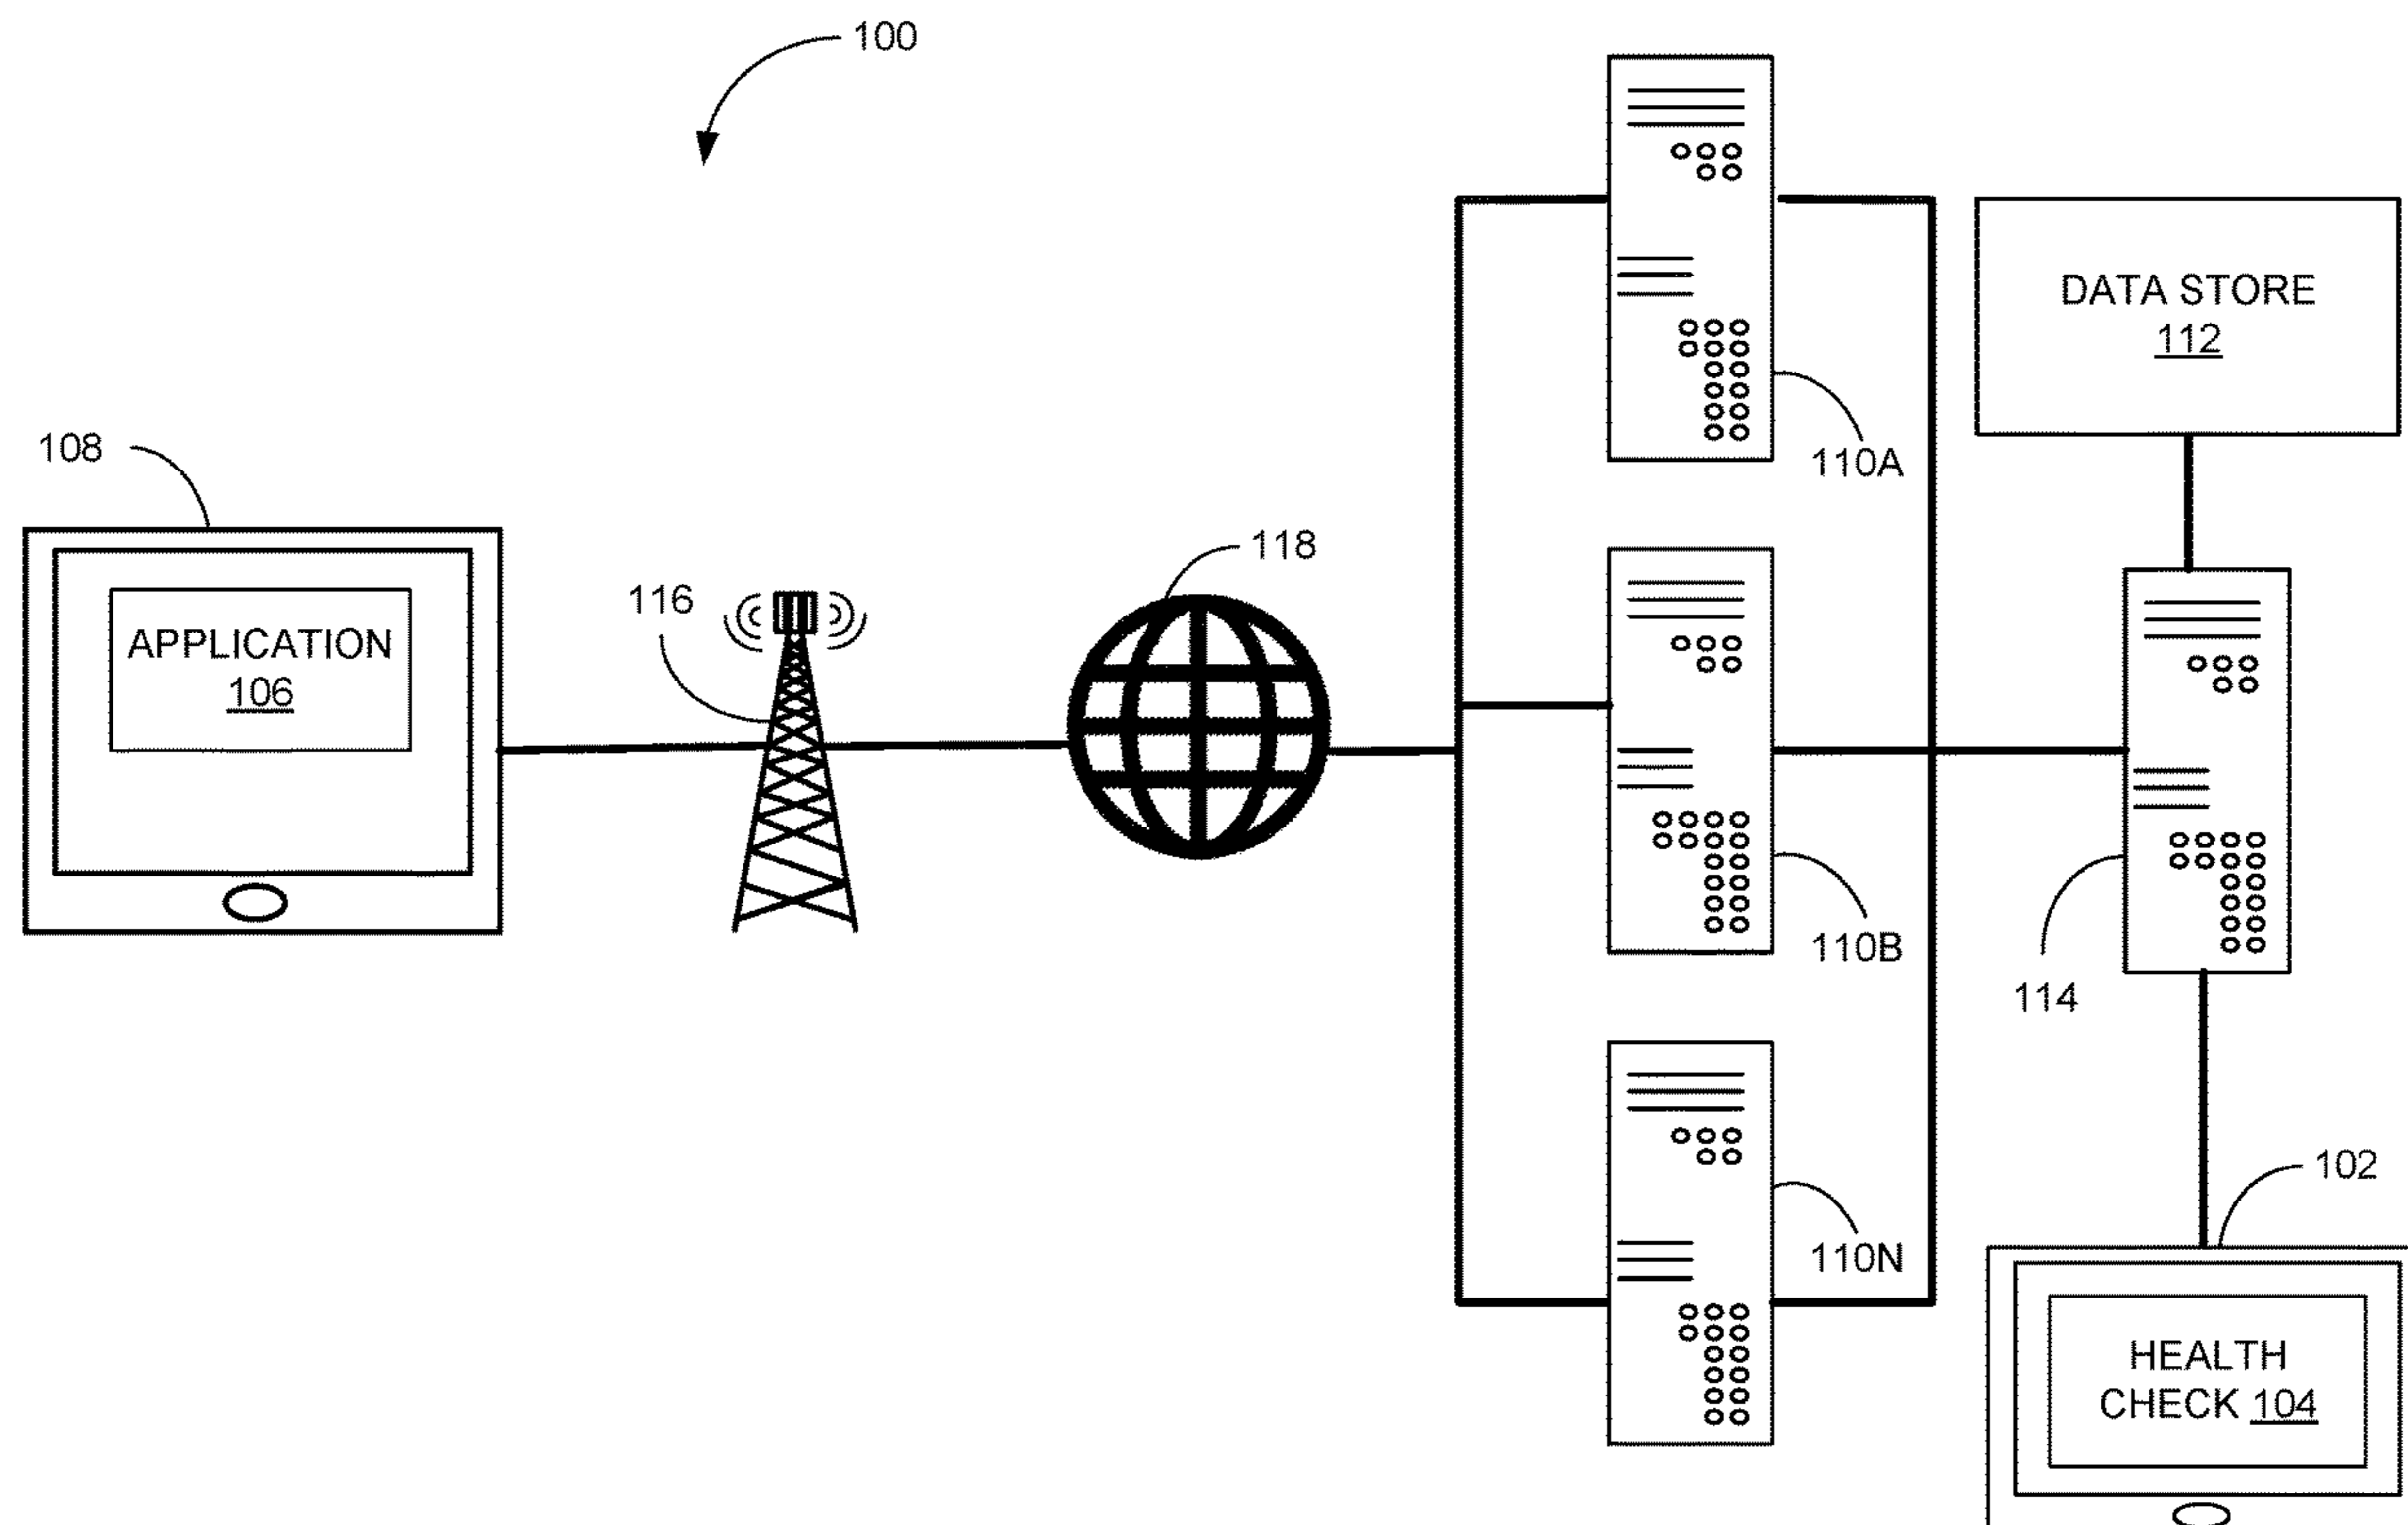 100
DATA STORE
112
110A
108
118
116
APPLICATION
106
110B
114
102
110N
HEALTH
CHECK 104